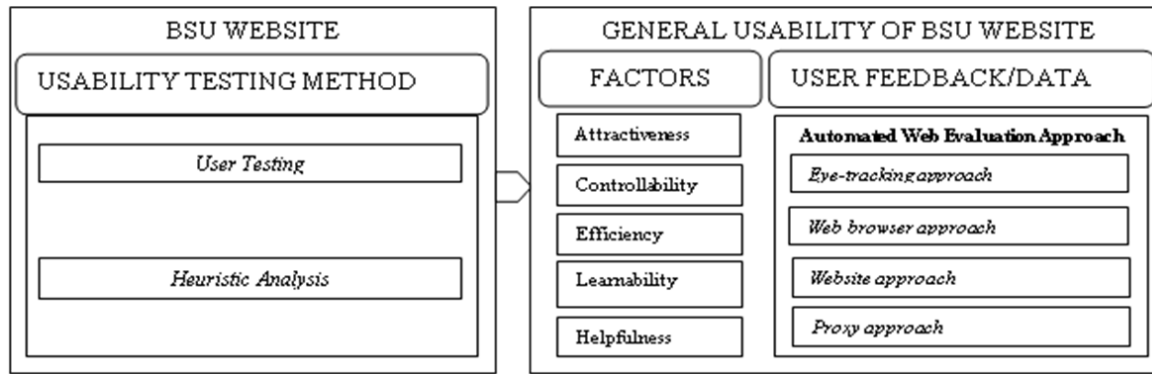 BSU WEBSITE
USABILITY TESTING METHOD
User Testing
Heuristic Analysis
GENERAL USABILITY OF BSU WEBSITE
FACTORS
Attractiveness
Controllability
Efficiency
Learnability
Helpfulness
USER FEEDBACK/DATA
Automated Web Evaluation Approach
Eye-tracking approach
Web browser approach
Website approach
Proxy approach